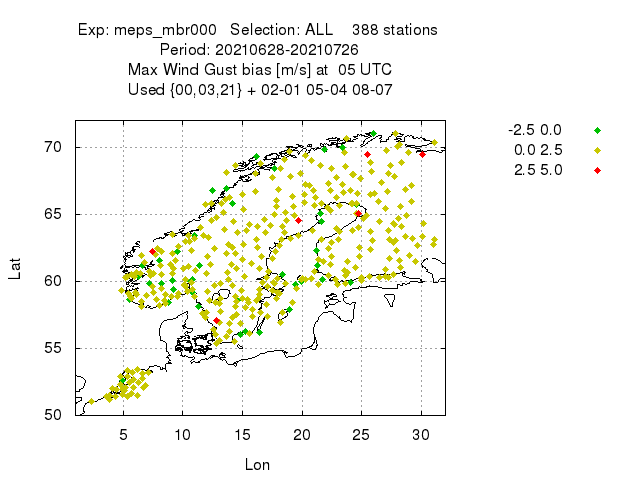 Exp: meps_mbr000 Selection: ALL 388 stations
Period: 20210628-20210726
Max Wind Gust bias [m/s] at 05 UTC
Used {00,03,21} + 02-01 05-04 08-07
-2.5 0.0
0.0 2.5
2.5 5.0
70
65
60
55
50
Lat
5 10 15 20 25 30
Lon